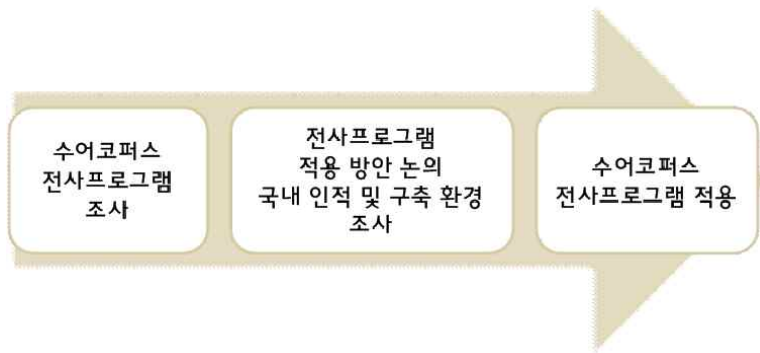 수어코퍼스
전사프로그램
조사
전사프로그램
적용 방안 논의
국내 인적 및 구축 환경
조사
수어코퍼스
전사프로그램 적용